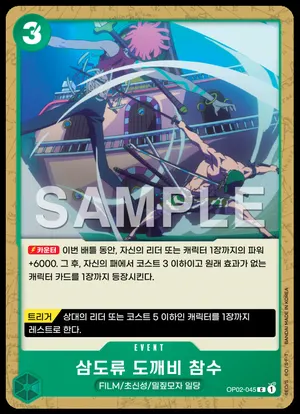 3
SAMPLE
카운터 이번 배틀 동안, 자신의 리더 또는 캐릭터 1장까지의 파워
+6000. 그 후, 자신의 패에서 코스트 3 이하이고 원래 효과가 없는
캐릭터 카드를 1장까지 등장시킨다.
트리거 상대의 리더 또는 코스트 5 이하인 캐릭터를 1장까지
레스트로 한다.
EVENT
삼도류 도깨비 참수
FILM/초신성/밀짚모자 일당
OP02-045 C 1
BANDAI MADE IN KOREA